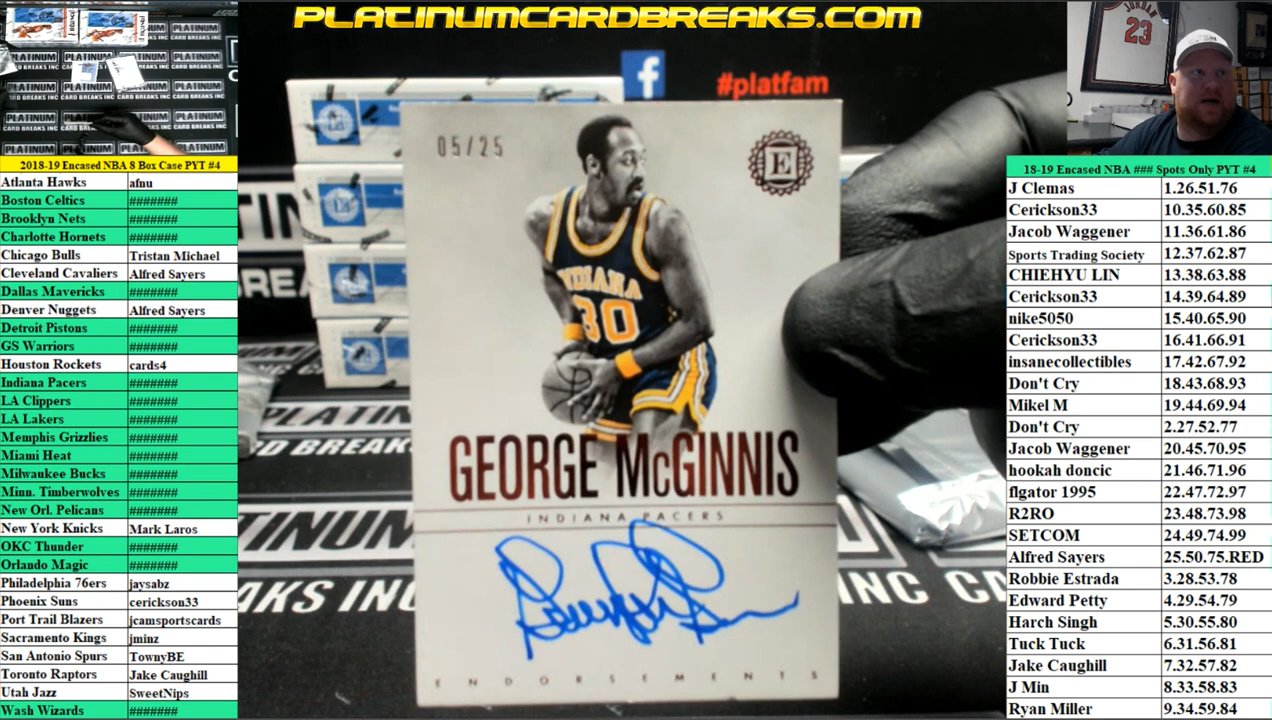 PLATINUMCARDBREAKS.COM
#platfam
JORDAN
23
PLATINUM
CARD BREAKS INC
2018-19 Encased NBA 8 Box Case PYT #4
Atlanta Hawks afnu
Boston Celtics #######
Brooklyn Nets #######
Charlotte Hornets #######
Chicago Bulls Tristan Michael
Cleveland Cavaliers Alfred Sayers
Dallas Mavericks #######
Denver Nuggets Alfred Sayers
Detroit Pistons #######
GS Warriors #######
Houston Rockets cards4
Indiana Pacers #######
LA Clippers #######
LA Lakers #######
Memphis Grizzlies #######
Miami Heat #######
Milwaukee Bucks #######
Minn. Timberwolves #######
New Orl. Pelicans #######
New York Knicks Mark Laros
OKC Thunder #######
Orlando Magic #######
Philadelphia 76ers jaysabz
Phoenix Suns cerickson33
Port Trail Blazers jcamsportscards
Sacramento Kings jminz
San Antonio Spurs TownyBE
Toronto Raptors Jake Caughill
Utah Jazz SweetNips
Wash Wizards #######
05/25
E
INDIANA
30
GEORGE McGINNIS
INDIANA PACERS
ENDORSEMENTS
18-19 Encased NBA ### Spots Only PYT #4
J Clemas 1.26.51.76
Cerickson33 10.35.60.85
Jacob Waggener 11.36.61.86
Sports Trading Society 12.37.62.87
CHIEHYU LIN 13.38.63.88
Cerickson33 14.39.64.89
nike5050 15.40.65.90
Cerickson33 16.41.66.91
insanecollectibles 17.42.67.92
Don't Cry 18.43.68.93
Mikel M 19.44.69.94
Don't Cry 2.27.52.77
Jacob Waggener 20.45.70.95
hookah doncic 21.46.71.96
flgator 1995 22.47.72.97
R2RO 23.48.73.98
SETCOM 24.49.74.99
Alfred Sayers 25.50.75.RED
Robbie Estrada 3.28.53.78
Edward Petty 4.29.54.79
Harch Singh 5.30.55.80
Tuck Tuck 6.31.56.81
Jake Caughill 7.32.57.82
J Min 8.33.58.83
Ryan Miller 9.34.59.84